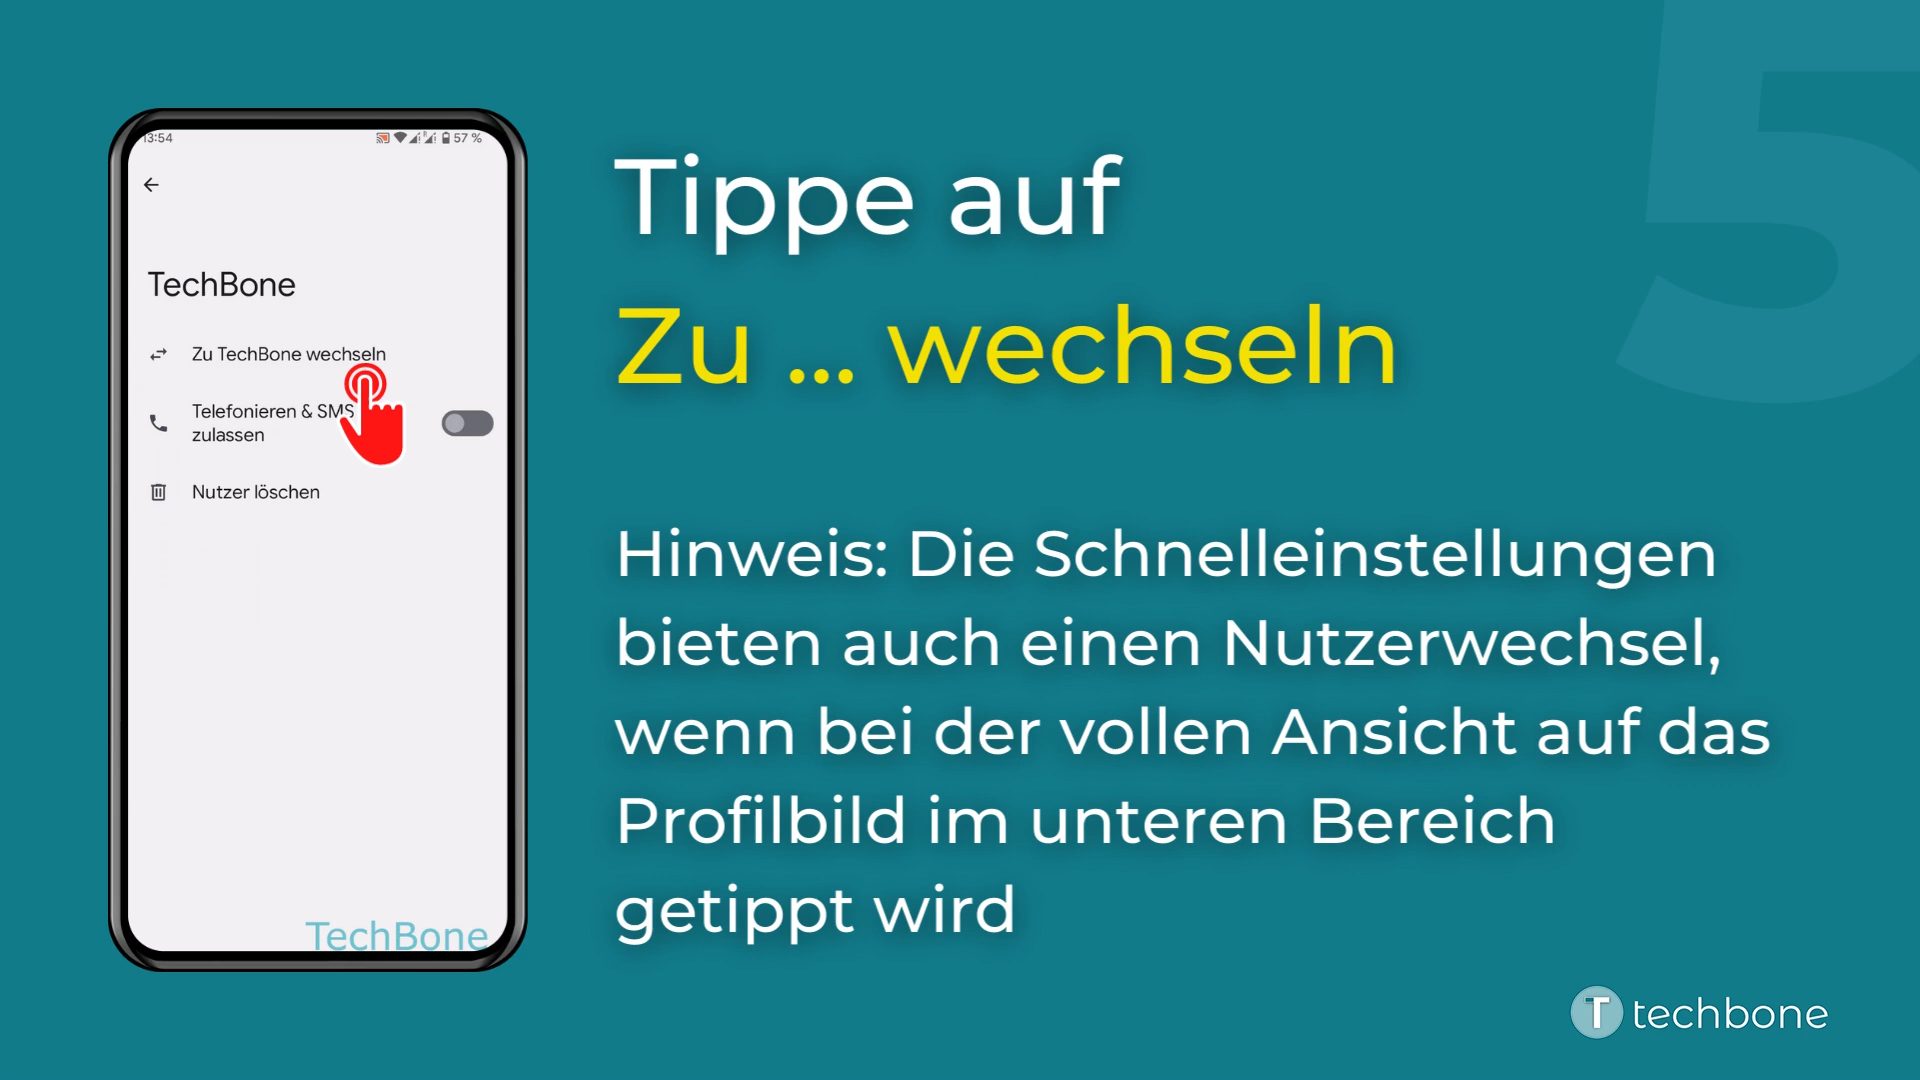 5
13:54
57 %
TechBone
Zu TechBone wechseln
Telefonieren & SMS
zulassen
Nutzer löschen
TechBone
Tippe auf
Zu ... wechseln
Hinweis: Die Schnelleinstellungen
bieten auch einen Nutzerwechsel,
wenn bei der vollen Ansicht auf das
Profilbild im unteren Bereich
getippt wird
T techbone